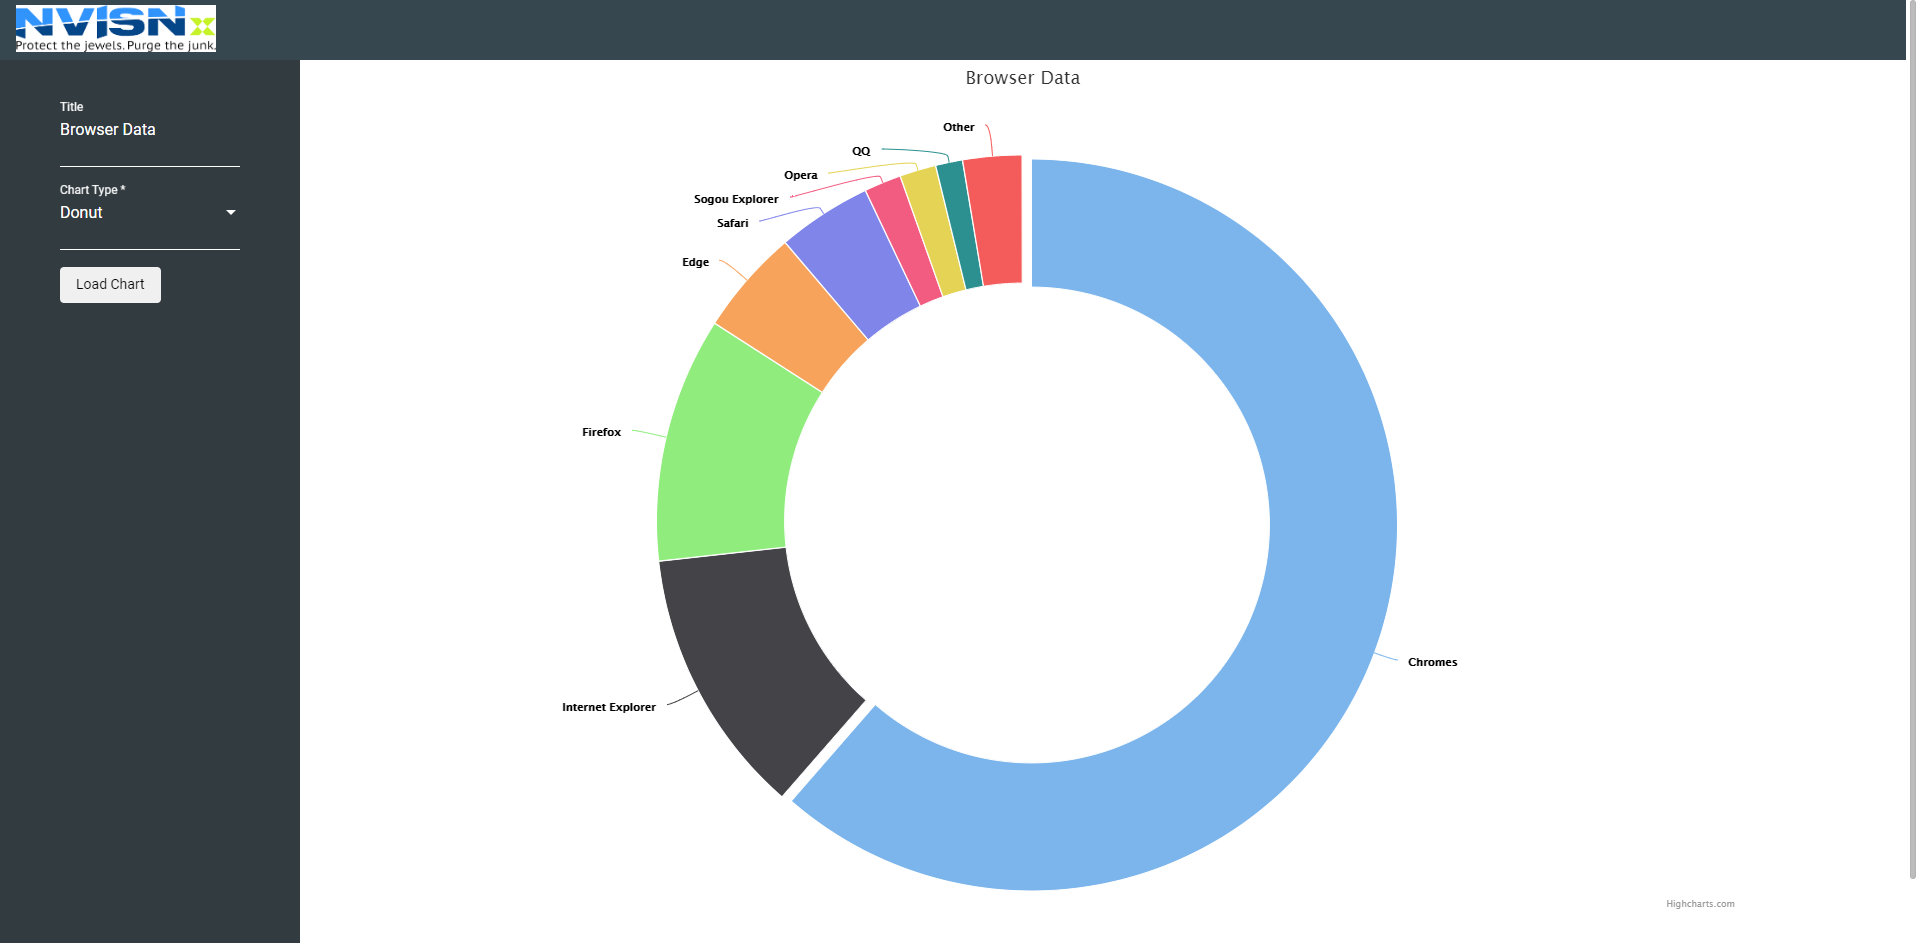 NVISNx
Protect the jewels. Purge the junk.
Title
Browser Data
Chart Type *
Donut
Load Chart
Browser Data
Other
QQ
Opera
Sogou Explorer
Safari
Edge
Firefox
Chromes
Internet Explorer
Highcharts.com